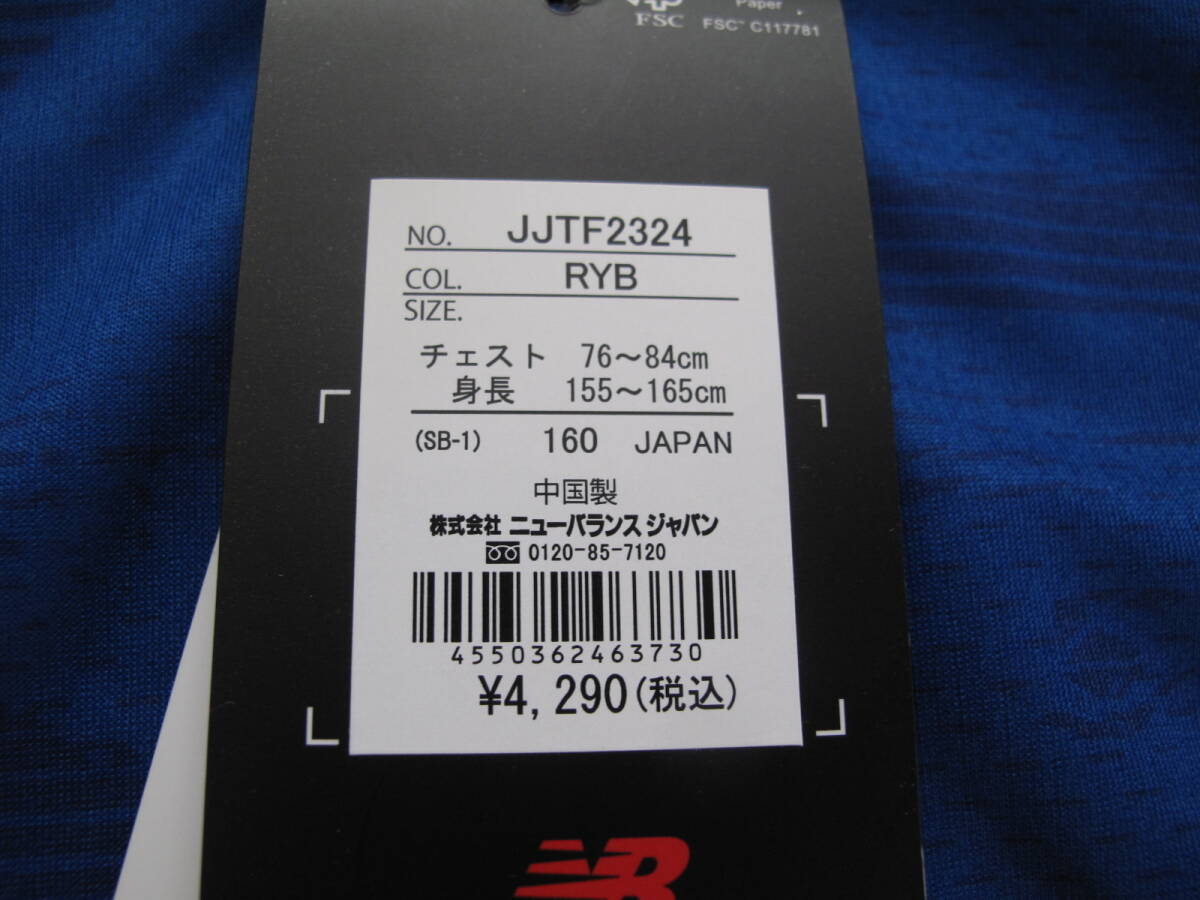 Paper
FSC FSC™ C117781
NO. JJTF2324
COL. RYB
SIZE.
チェスト 76～84cm
身長 155～165cm
(SB-1) 160 JAPAN
中国製
株式会社 ニューバランス ジャパン
0120-85-7120
4550362463730
¥4,290(税込)
NB